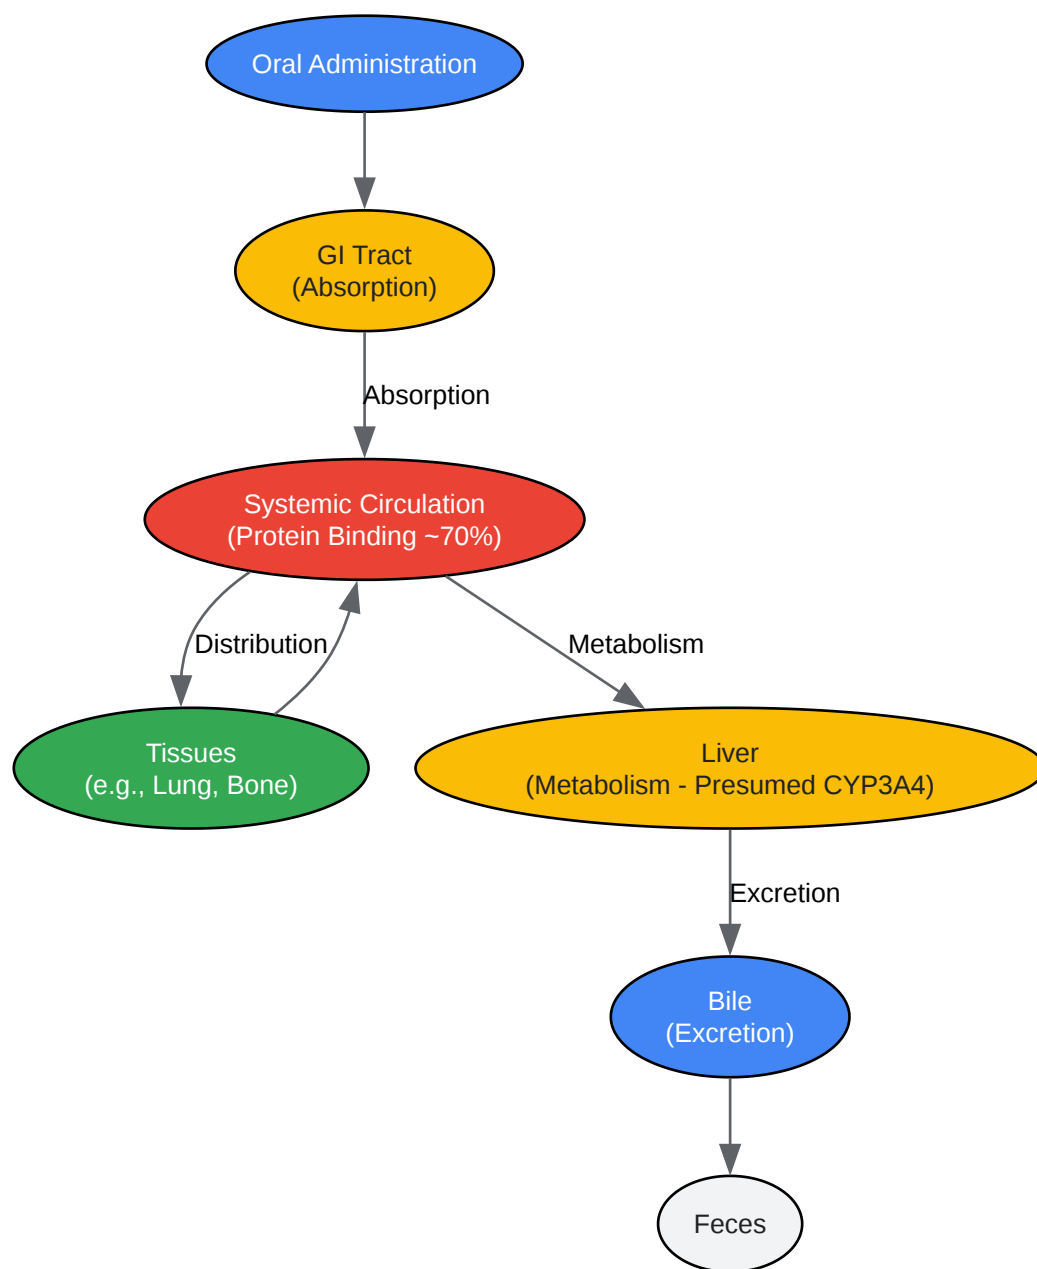 Oral Administration
GI Tract
(Absorption)
Absorption
Systemic Circulation
(Protein Binding ~70%)
Distribution
Metabolism
Tissues
(e.g., Lung, Bone)
Liver
(Metabolism - Presumed CYP3A4)
Excretion
Bile
(Excretion)
Feces